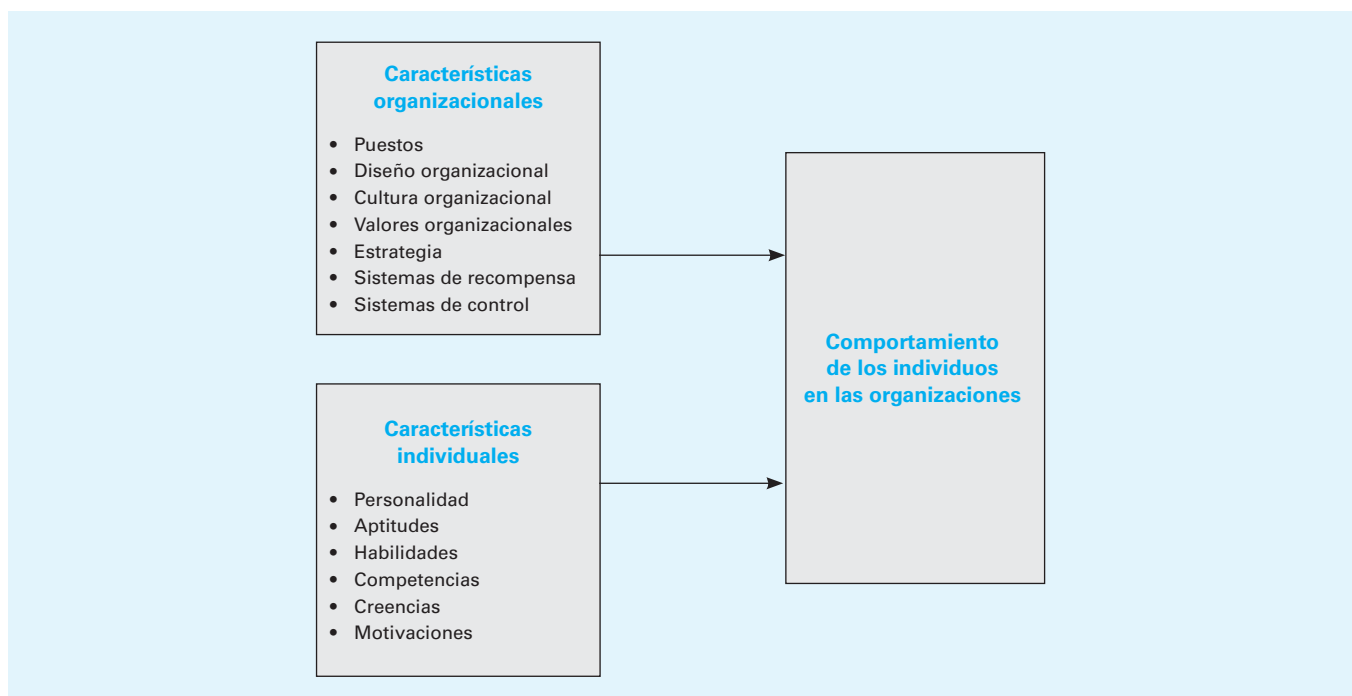 Características
organizacionales
• Puestos
• Diseño organizacional
• Cultura organizacional
• Valores organizacionales
• Estrategia
• Sistemas de recompensa
• Sistemas de control
Características
individuales
• Personalidad
• Aptitudes
• Habilidades
• Competencias
• Creencias
• Motivaciones
Comportamiento
de los individuos
en las organizaciones